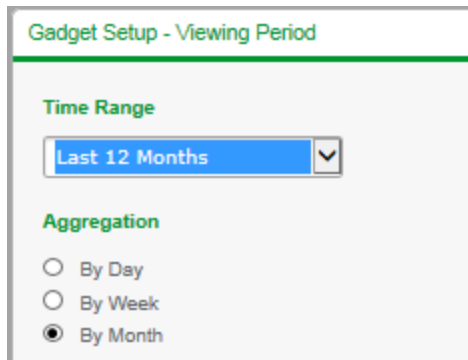 Gadget Setup - Viewing Period
Time Range
Last 12 Months
Aggregation
By Day
By Week
By Month